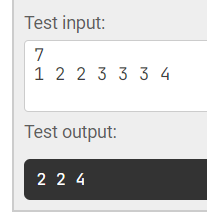 Test input:
7
1 2 2 3 3 3 4
Test output:
2 2 4